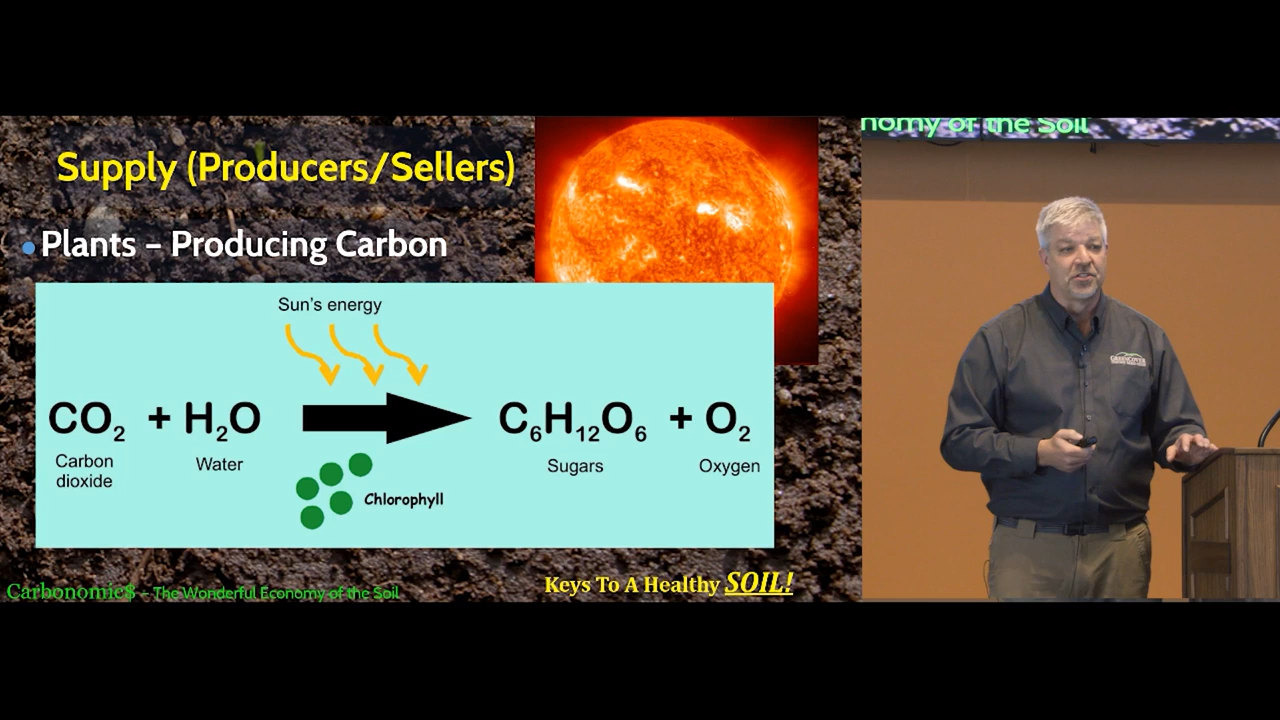 Supply (Producers/Sellers)
Plants – Producing Carbon
Sun's energy
CO₂ + H₂O
C₆H₁₂O₆ + O₂
Carbon
dioxide
Water
Sugars
Oxygen
Chlorophyll
Carbonomic$ – The Wonderful Economy of the Soil
Keys To A Healthy SOIL!
nomy of the Soil
GREENCOVER